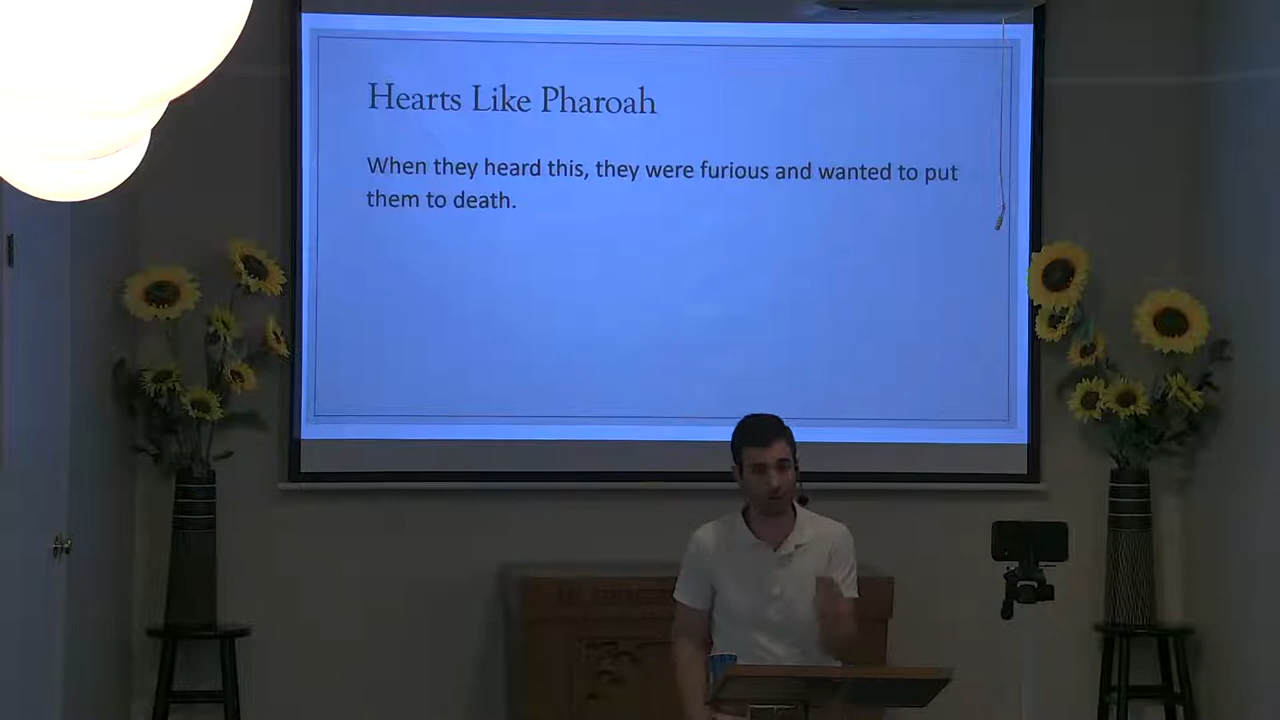 Hearts Like Pharoah
When they heard this, they were furious and wanted to put
them to death.